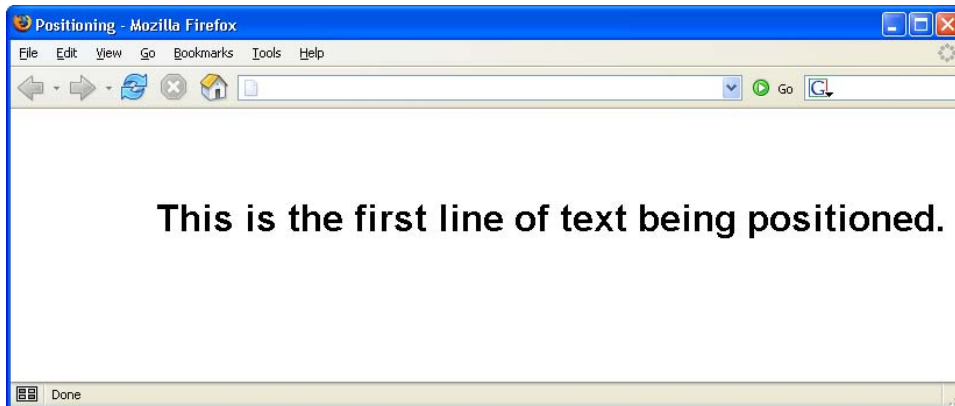 Positioning - Mozilla Firefox
File Edit View Go Bookmarks Tools Help
Go G
This is the first line of text being positioned.
Done